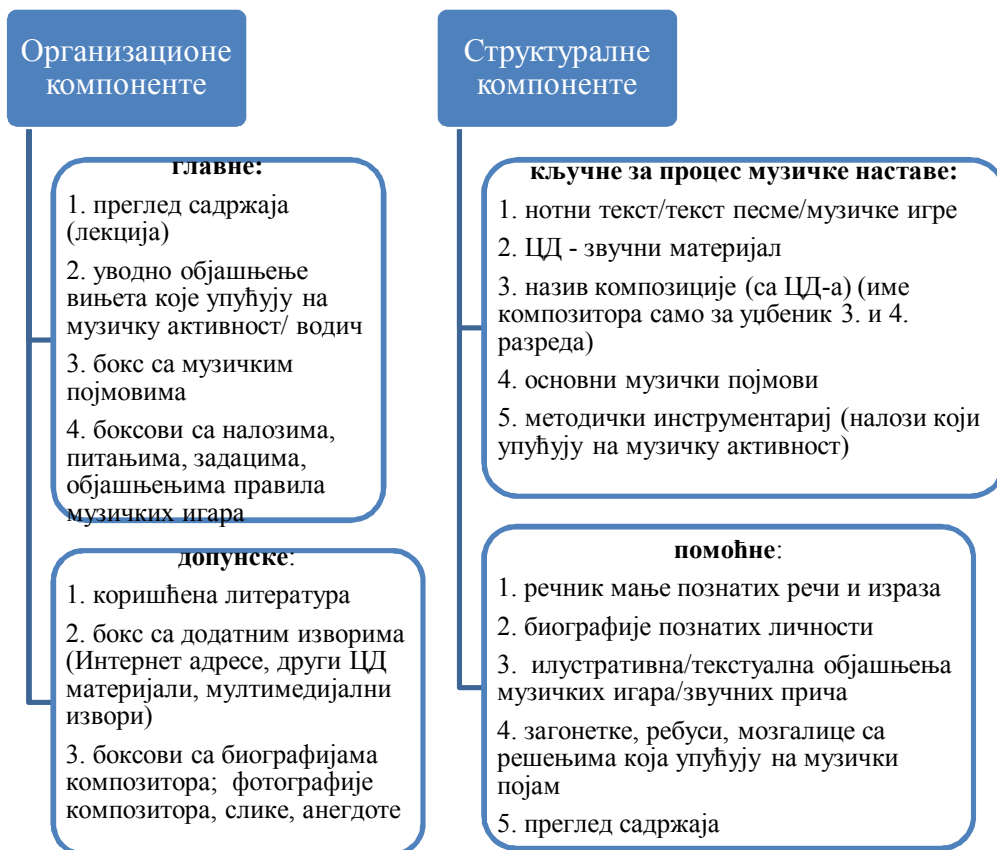 Организационе
компоненте
главне:
1. преглед садржаја
(лекција)
2. уводно објашњење
вињета које упућују на
музичку активност/ водич
3. бокс са музичким
појмовима
4. боксови са налозима,
питањима, задацима,
објашњењима правила
музичких игара
допунске:
1. коришћена литература
2. бокс са додатним изворима
(Интернет адресе, други ЦД
материјали, мултимедијални
извори)
3. боксови са биографијама
композитора; фотографије
композитора, слике, анегдоте
Структуралне
компоненте
кључне за процес музичке наставе:
1. нотни текст/текст песме/музичке игре
2. ЦД - звучни материјал
3. назив композиције (са ЦД-а) (име
композитора само за уџбеник 3. и 4.
разреда)
4. основни музички појмови
5. методички инструментариј (налози који
упућују на музичку активност)
помоћне:
1. речник мање познатих речи и израза
2. биографије познатих личности
3. илустративна/текстуална објашњења
музичких игара/звучних прича
4. загонетке, ребуси, мозгалице са
решењима која упућују на музички
појам
5. преглед садржаја